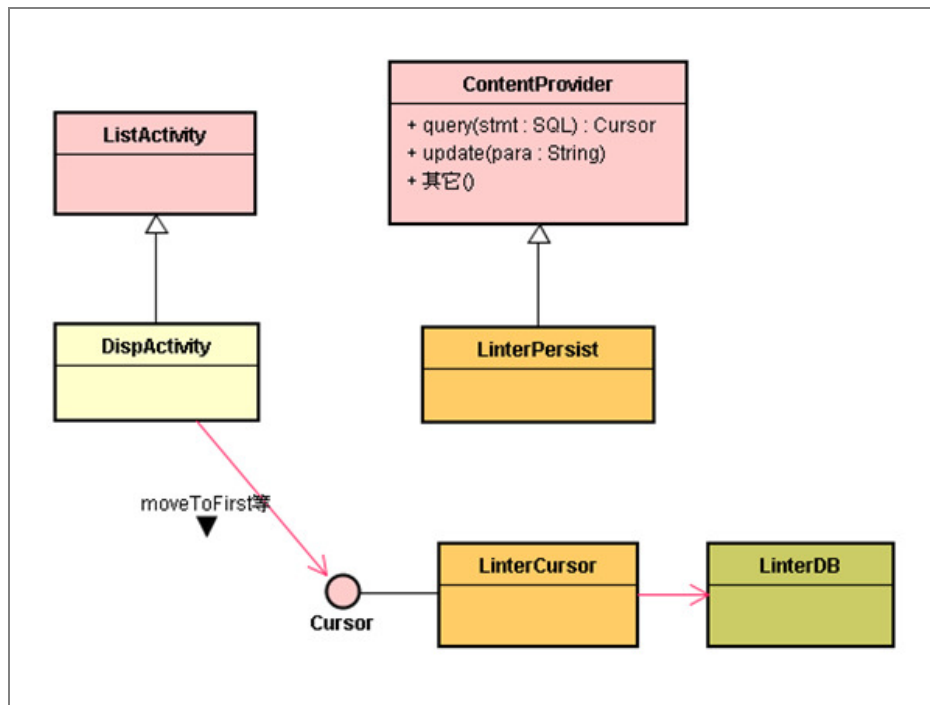 ContentProvider
+ query(stmt : SQL) : Cursor
+ update(para : String)
+ 其它()
ListActivity
DispActivity
LinterPersist
moveToFirst等
Cursor
LinterCursor
LinterDB